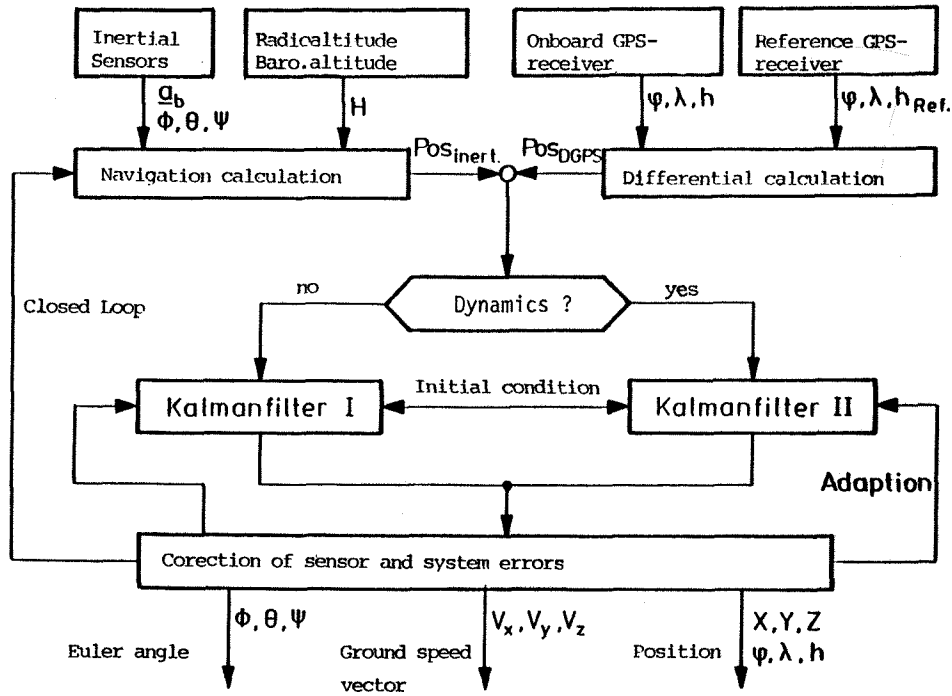 Inertial
Sensors
Radioaltitude
Baro.altitude
Onboard GPS-
receiver
Reference GPS-
receiver
a_b
Φ, θ, Ψ
H
φ, λ, h
φ, λ, h_Ref.
Navigation calculation
Pos_inert.
Pos_DGPS
Differential calculation
no
Dynamics ?
yes
Closed Loop
Kalmanfilter I
Initial condition
Kalmanfilter II
Adaption
Corection of sensor and system errors
Φ, θ, Ψ
Euler angle
V_x, V_y, V_z
Ground speed
vector
X, Y, Z
φ, λ, h
Position